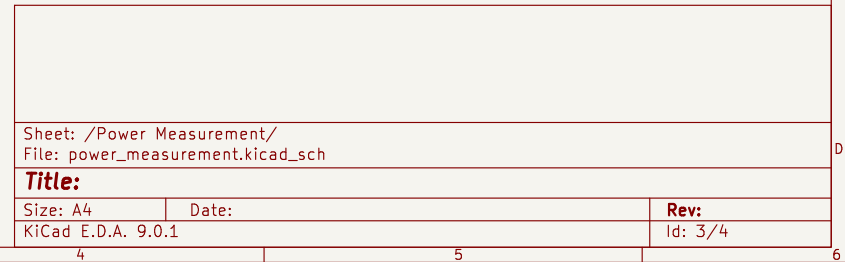 Sheet: /Power Measurement/
File: power_measurement.kicad_sch
D
Title:
Size: A4 Date: Rev:
KiCad E.D.A. 9.0.1 Id: 3/4
4 5 6